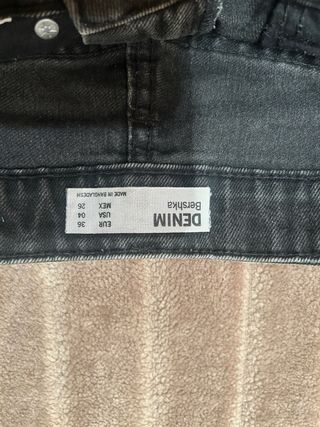 Bershka
DENIM
EUR 36
USA 04
MEX 26
MADE IN BANGLADESH